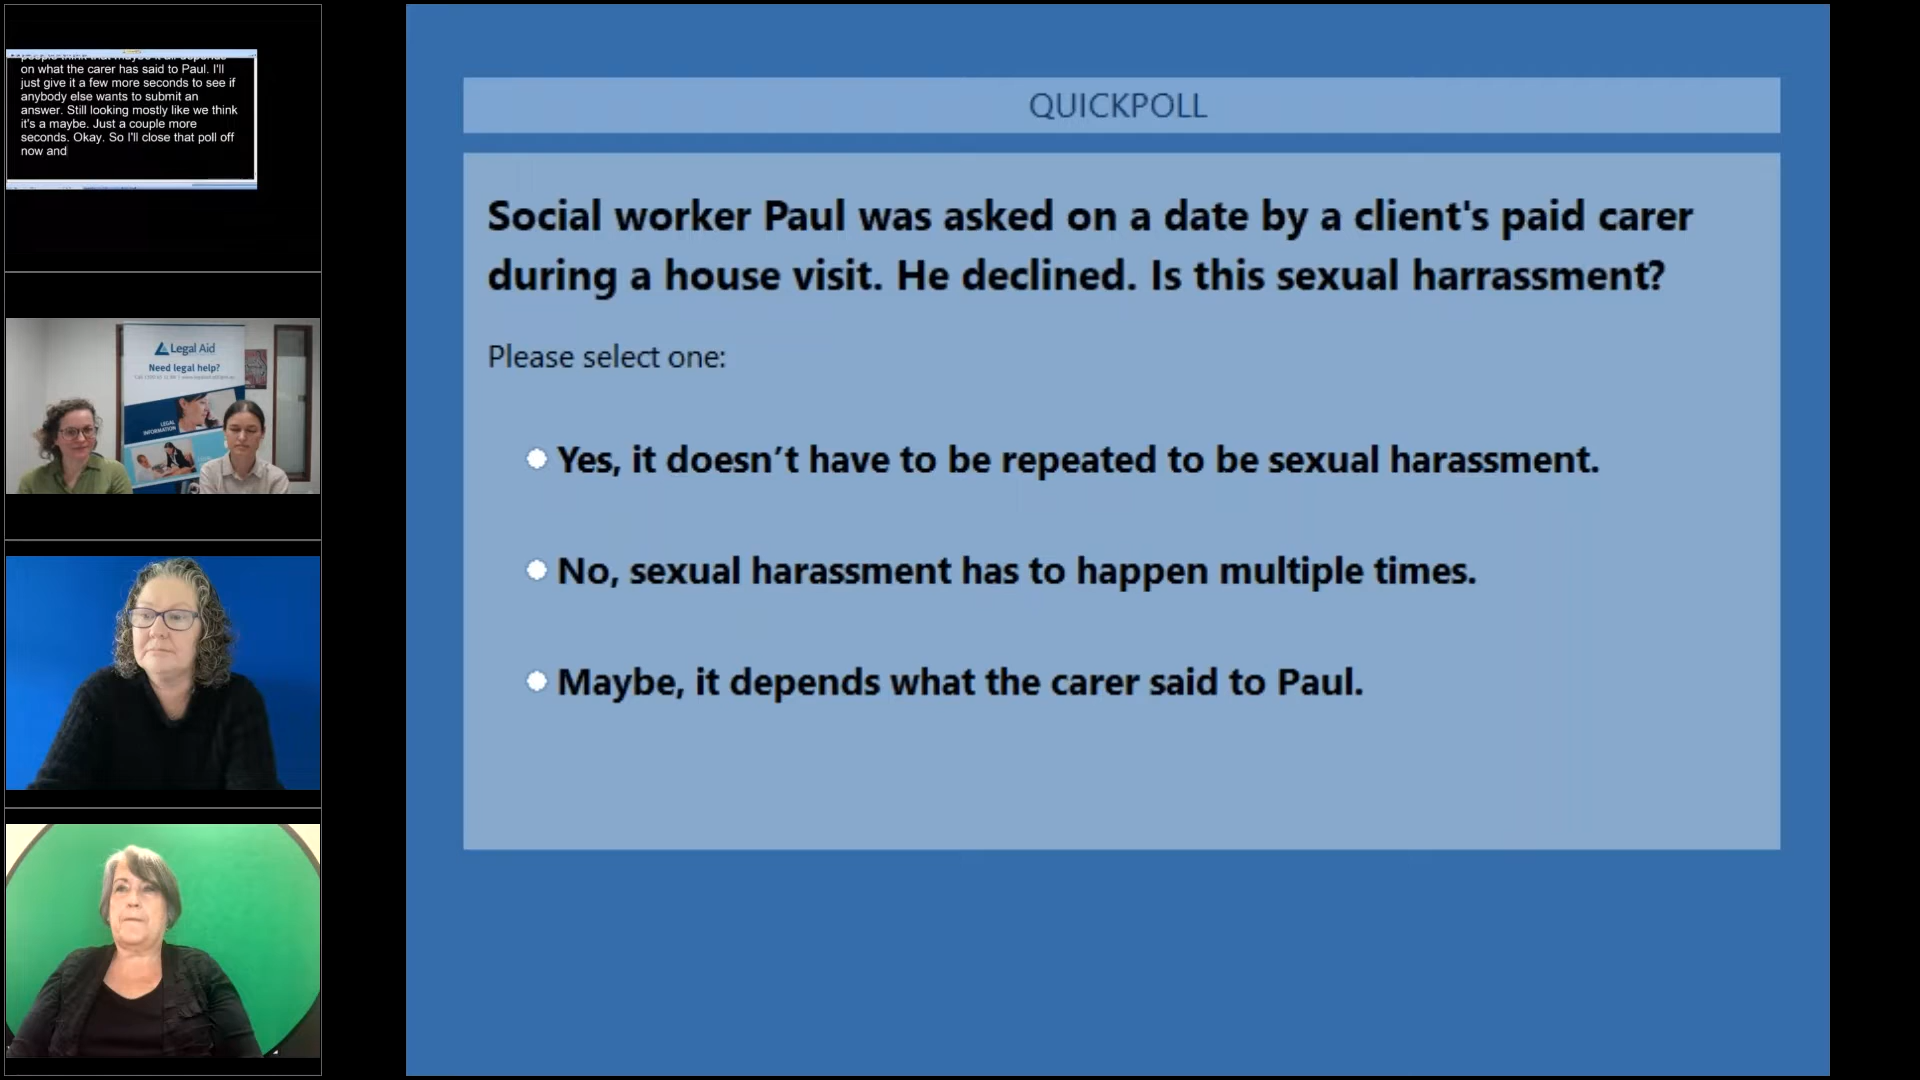 on what the carer has said to Paul. I'll
just give it a few more seconds to see if
anybody else wants to submit an
answer. Still looking mostly like we think
it's a maybe. Just a couple more
seconds. Okay. So I'll close that poll off
now and
Legal Aid
Need legal help?
LEGAL
INFORMATION
QUICKPOLL
Social worker Paul was asked on a date by a client's paid carer
during a house visit. He declined. Is this sexual harrassment?
Please select one:
Yes, it doesn’t have to be repeated to be sexual harassment.
No, sexual harassment has to happen multiple times.
Maybe, it depends what the carer said to Paul.